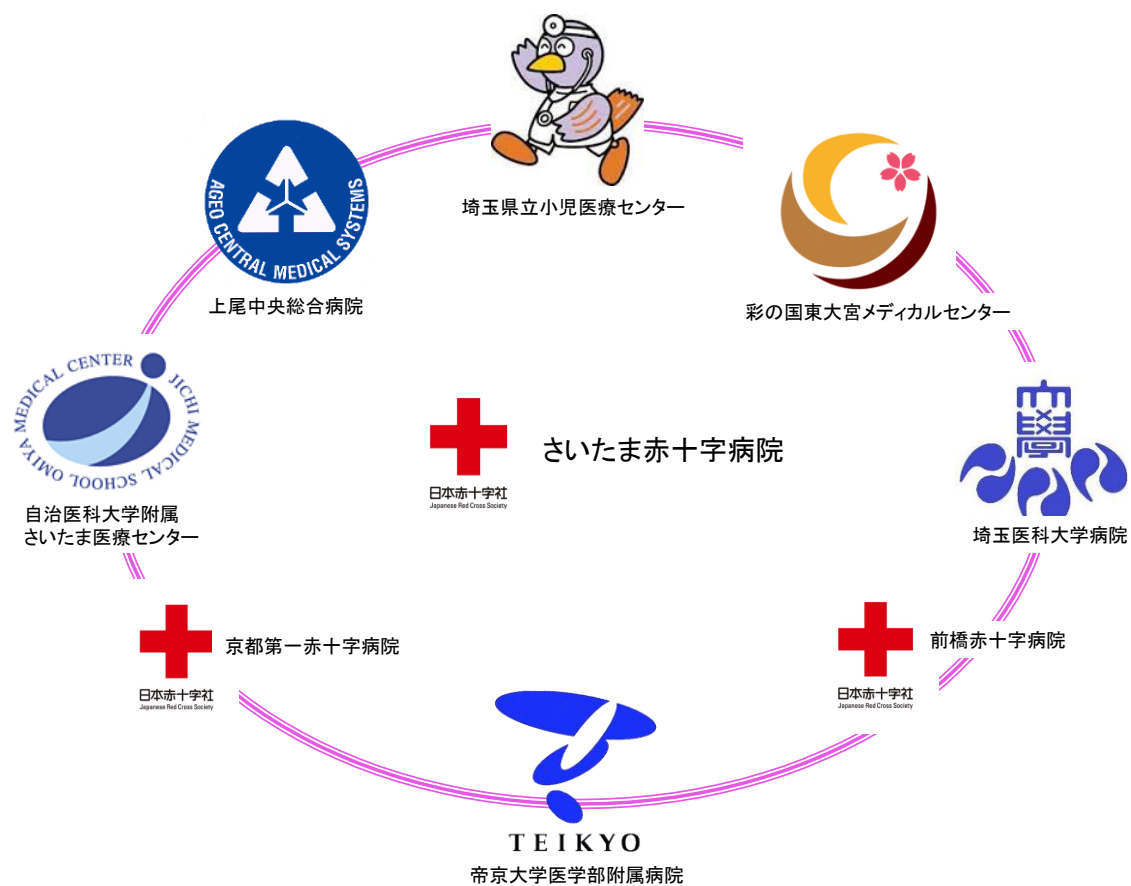 埼玉県立小児医療センター
AGEO CENTRAL MEDICAL SYSTEMS
上尾中央総合病院
彩の国東大宮メディカルセンター
JICHI MEDICAL SCHOOL OMIYA MEDICAL CENTER
自治医科大学附属
さいたま医療センター
さいたま赤十字病院
日本赤十字社
Japanese Red Cross Society
大學
埼玉医科大学病院
京都第一赤十字病院
日本赤十字社
Japanese Red Cross Society
前橋赤十字病院
日本赤十字社
Japanese Red Cross Society
TEIKYO
帝京大学医学部附属病院